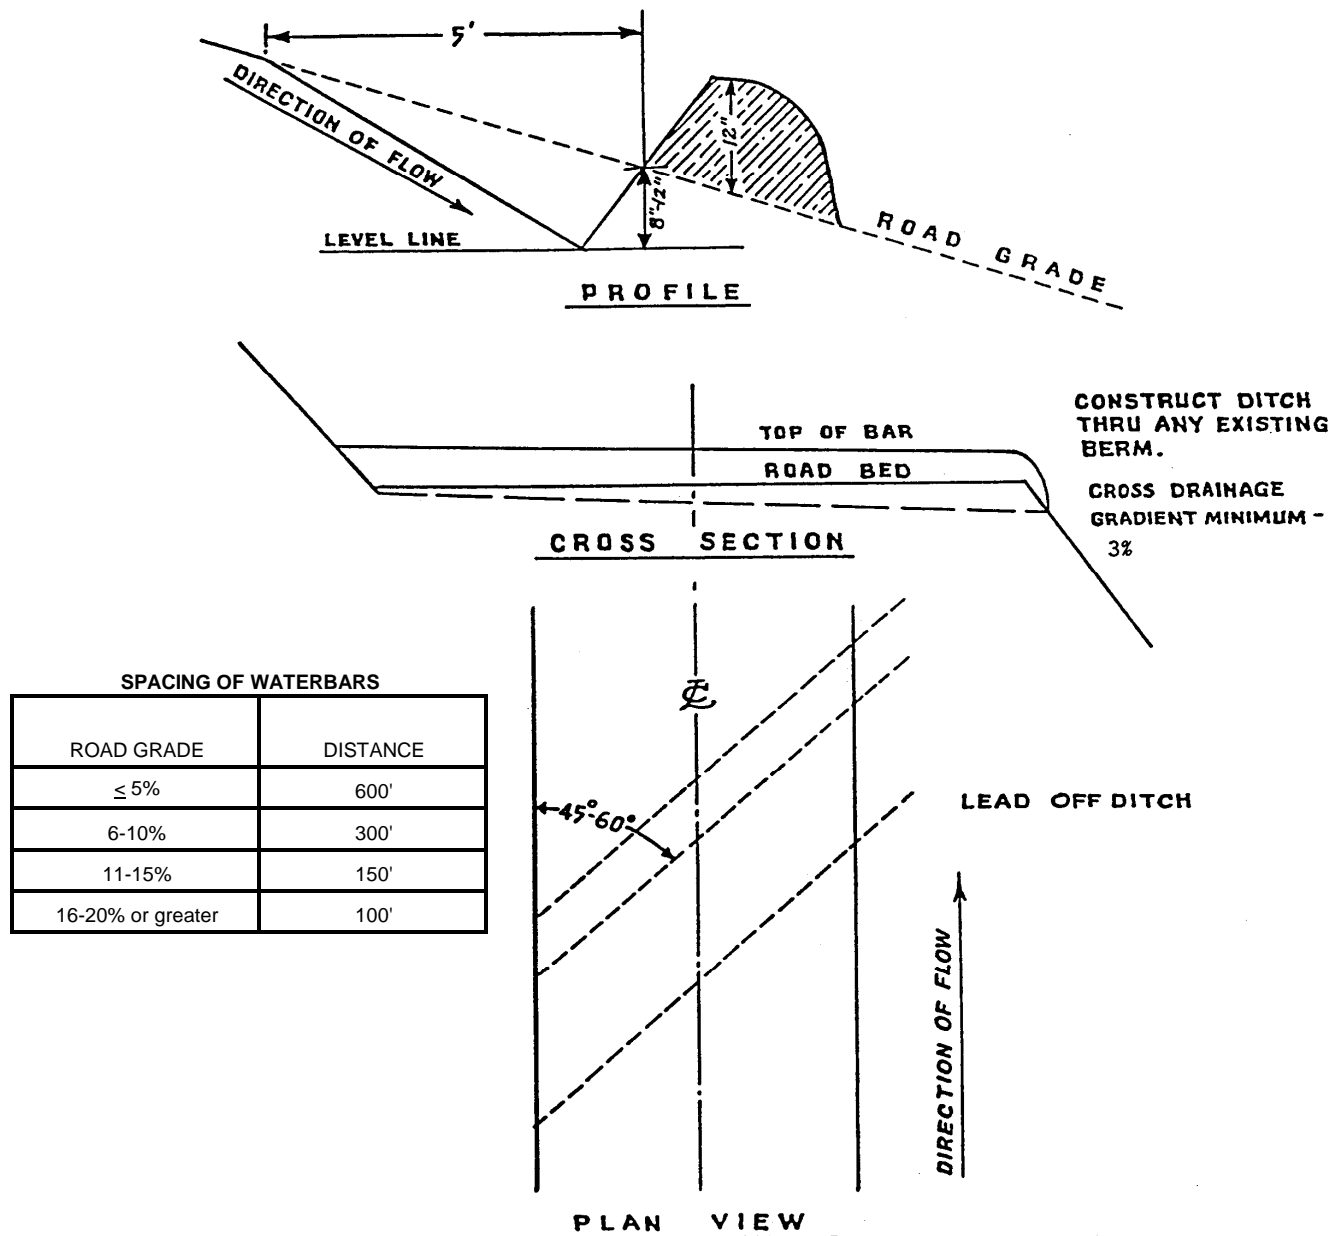 5'
DIRECTION OF FLOW
12"
8"-12"
LEVEL LINE
ROAD GRADE
PROFILE
CONSTRUCT DITCH
THRU ANY EXISTING
BERM.
TOP OF BAR
ROAD BED
CROSS DRAINAGE
GRADIENT MINIMUM -
3%
CROSS SECTION
SPACING OF WATERBARS
ROAD GRADE DISTANCE
≤ 5% 600'
6-10% 300'
11-15% 150'
16-20% or greater 100'
℄
45°-60°
LEAD OFF DITCH
DIRECTION OF FLOW
PLAN VIEW